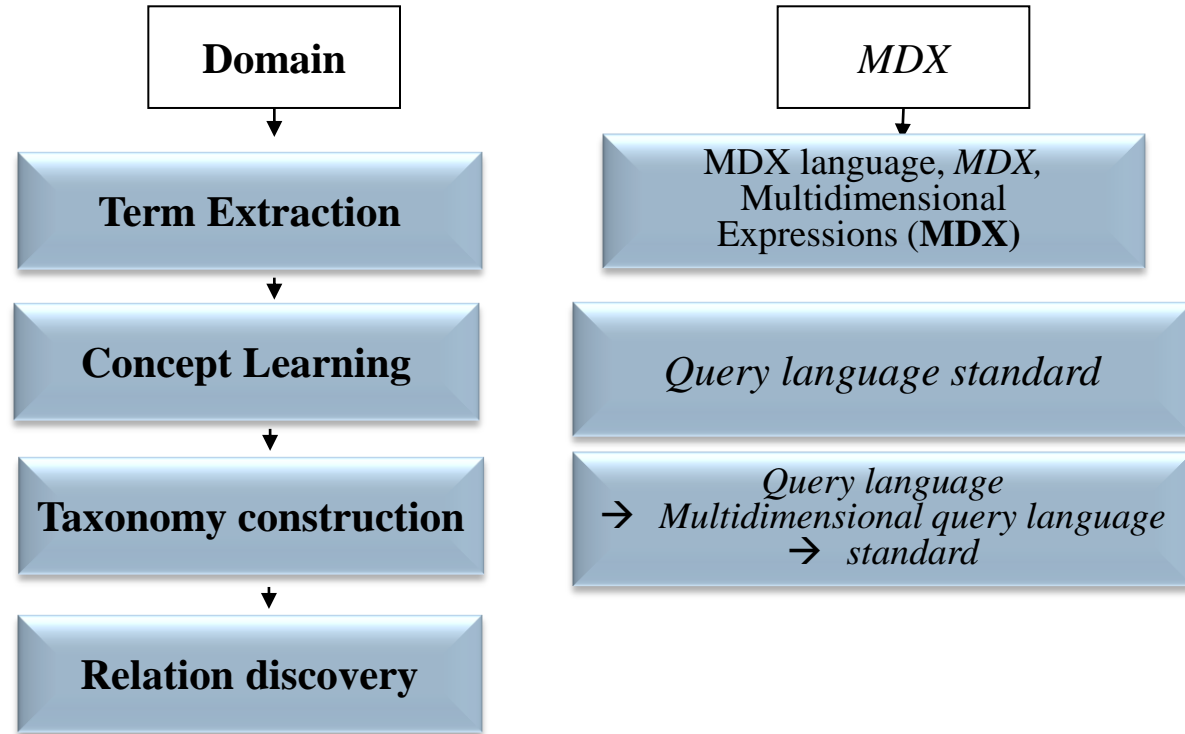 Domain
Term Extraction
Concept Learning
Taxonomy construction
Relation discovery
MDX
MDX language, MDX,
Multidimensional
Expressions (MDX)
Query language standard
Query language
→ Multidimensional query language
→ standard